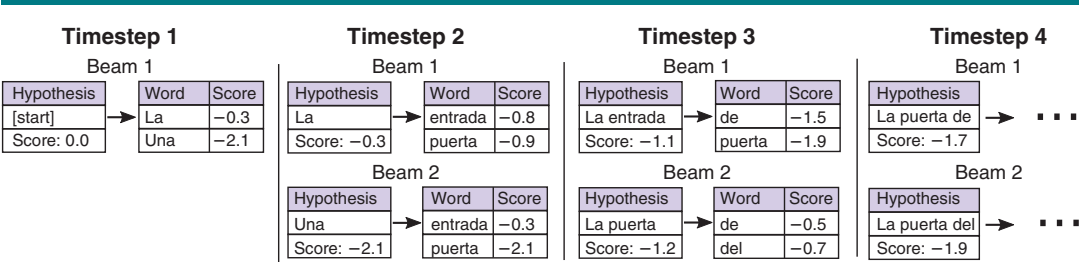 Timestep 1
Beam 1
Hypothesis
[start]
Score: 0.0
Word Score
La −0.3
Una −2.1
Timestep 2
Beam 1
Hypothesis
La
Score: −0.3
Word Score
entrada −0.8
puerta −0.9
Beam 2
Hypothesis
Una
Score: −2.1
Word Score
entrada −0.3
puerta −2.1
Timestep 3
Beam 1
Hypothesis
La entrada
Score: −1.1
Word Score
de −1.5
puerta −1.9
Beam 2
Hypothesis
La puerta
Score: −1.2
Word Score
de −0.5
del −0.7
Timestep 4
Beam 1
Hypothesis
La puerta de
Score: −1.7
...
Beam 2
Hypothesis
La puerta del
Score: −1.9
...